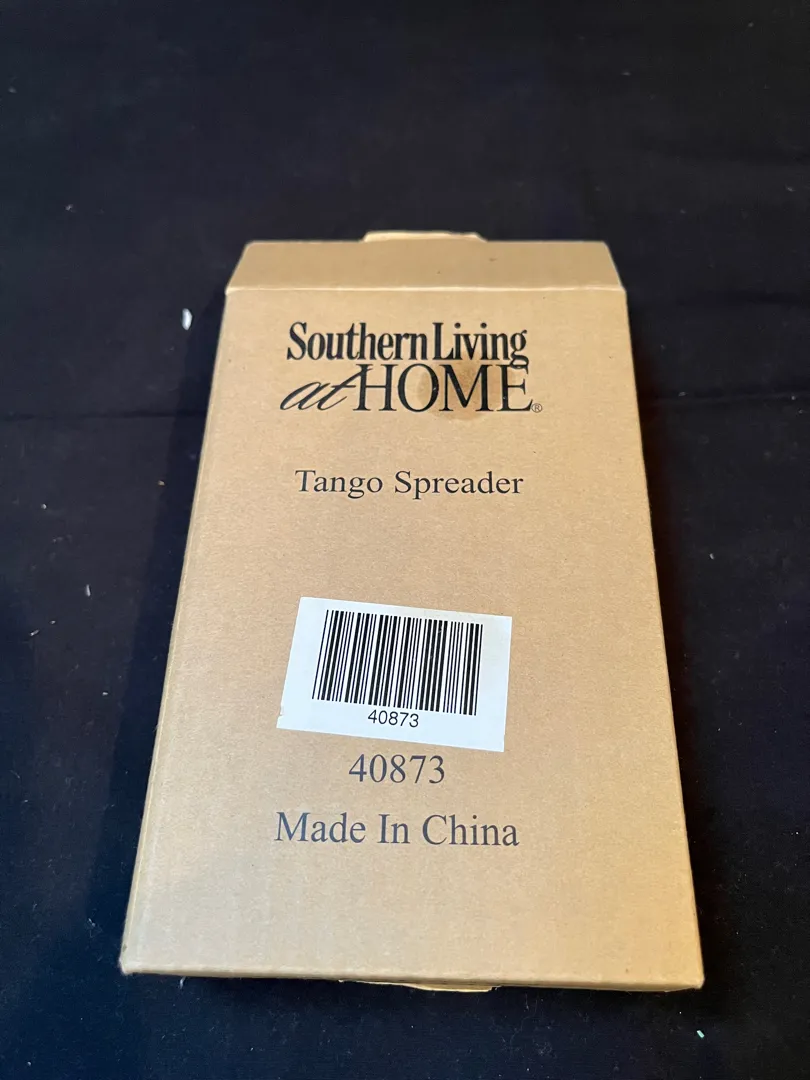 Southern Living
at HOME®
Tango Spreader
40873
40873
Made In China